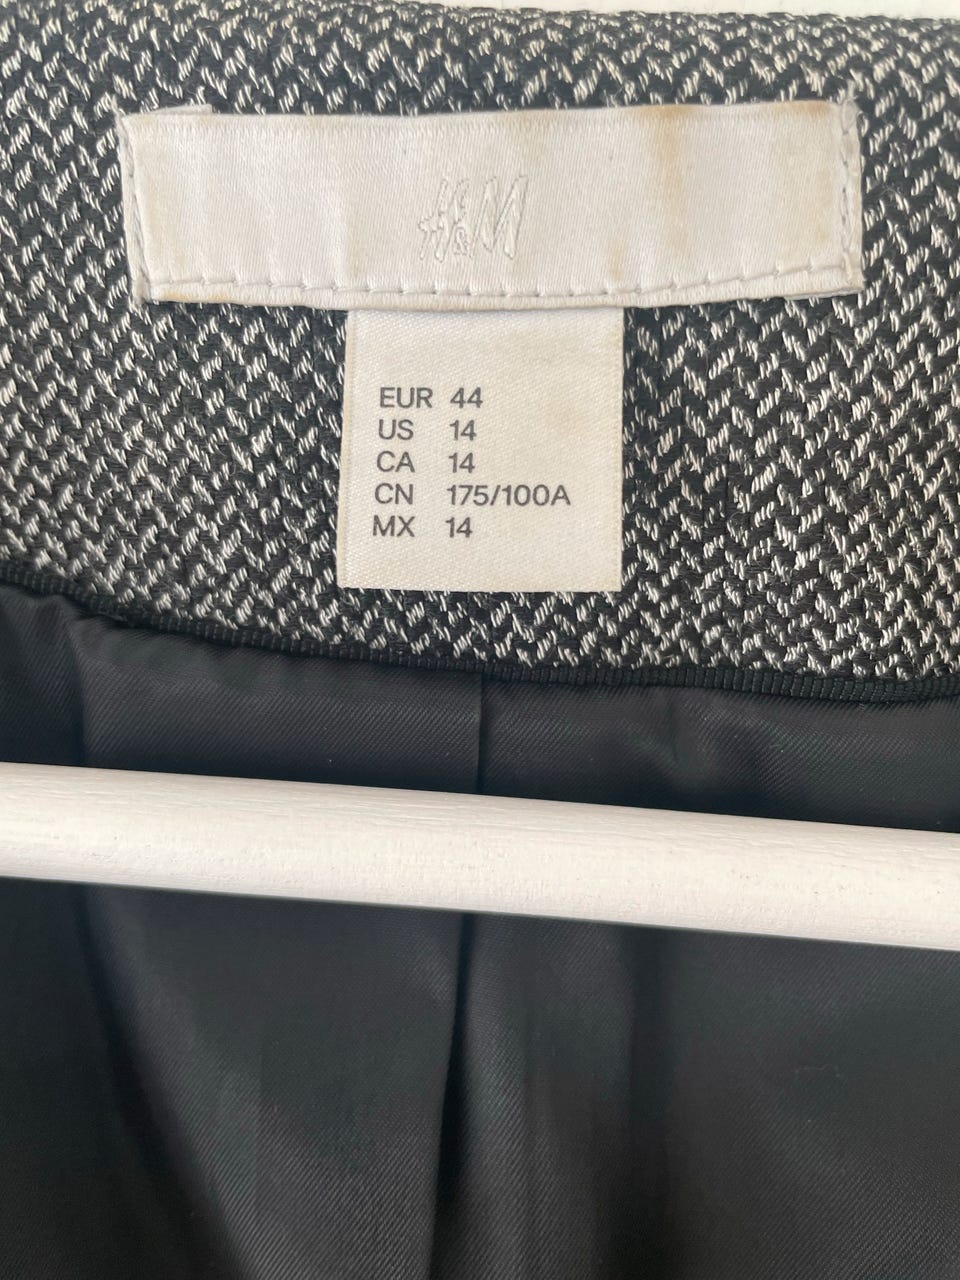 H&M
EUR 44
US 14
CA 14
CN 175/100A
MX 14